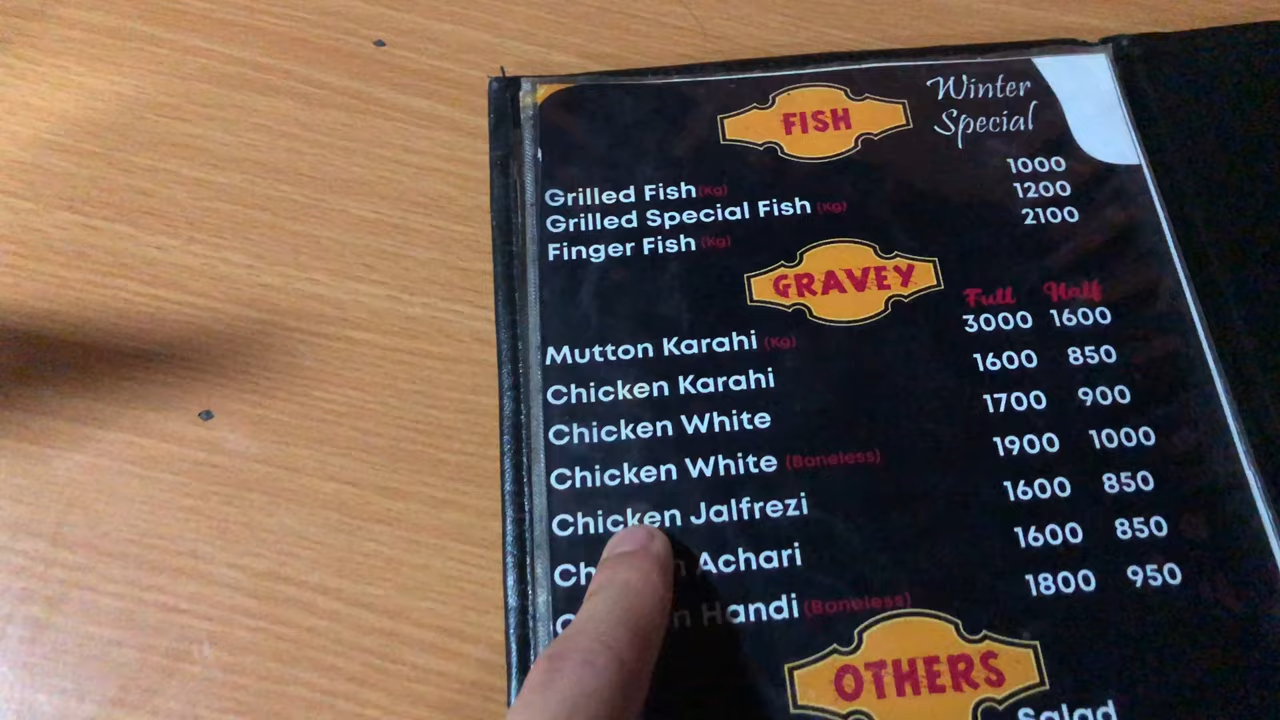 FISH
Winter
Special
Grilled Fish (Kg) 1000
Grilled Special Fish (Kg) 1200
Finger Fish (Kg) 2100
GRAVEY
Full Half
Mutton Karahi (Kg) 3000 1600
Chicken Karahi 1600 850
Chicken White 1700 900
Chicken White (Boneless) 1900 1000
Chicken Jalfrezi 1600 850
Achari 1600 850
Handi (Boneless) 1800 950
OTHERS
Salad